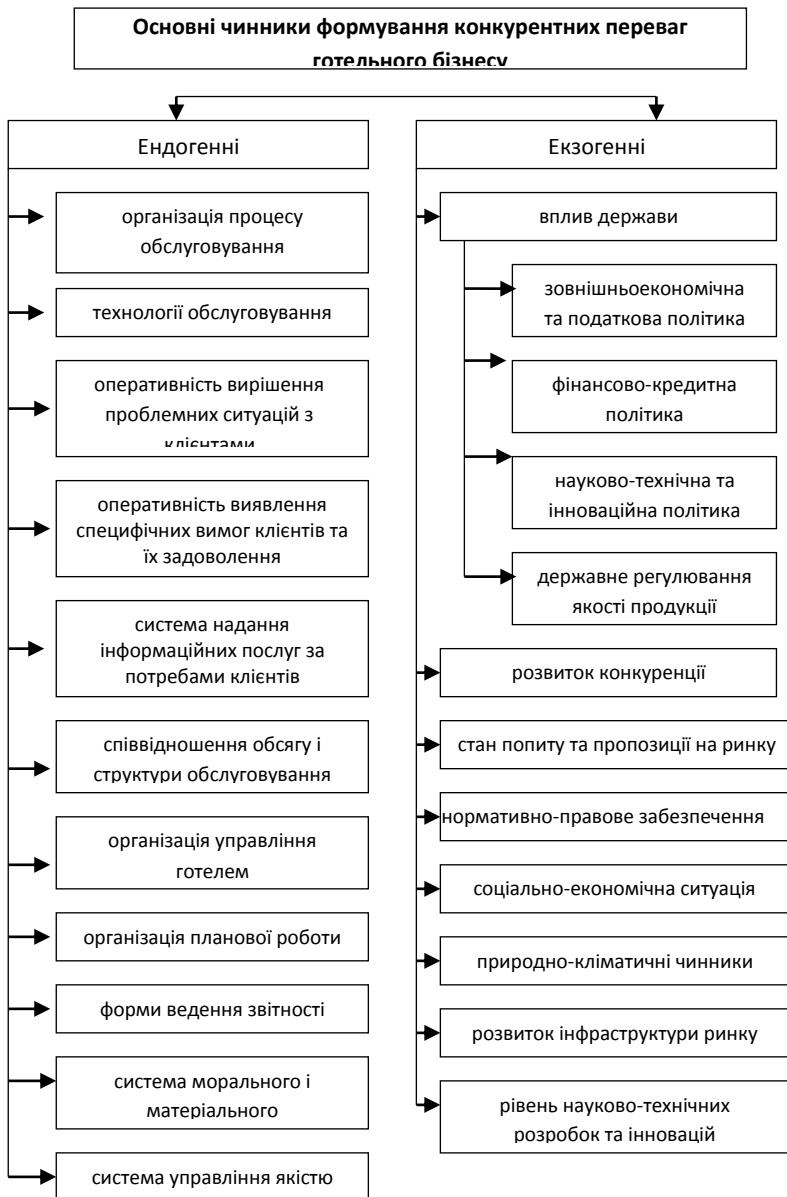 Основні чинники формування конкурентних переваг
готельного бізнесу
Ендогенні
організація процесу
обслуговування
технології обслуговування
оперативність вирішення
проблемних ситуацій з
клієнтами
оперативність виявлення
специфічних вимог клієнтів та
їх задоволення
система надання
інформаційних послуг за
потребами клієнтів
співвідношення обсягу і
структури обслуговування
організація управління
готелем
організація планової роботи
форми ведення звітності
система морального і
матеріального
система управління якістю
Екзогенні
вплив держави
зовнішньоекономічна
та податкова політика
фінансово-кредитна
політика
науково-технічна та
інноваційна політика
державне регулювання
якості продукції
розвиток конкуренції
стан попиту та пропозиції на ринку
нормативно-правове забезпечення
соціально-економічна ситуація
природно-кліматичні чинники
розвиток інфраструктури ринку
рівень науково-технічних
розробок та інновацій